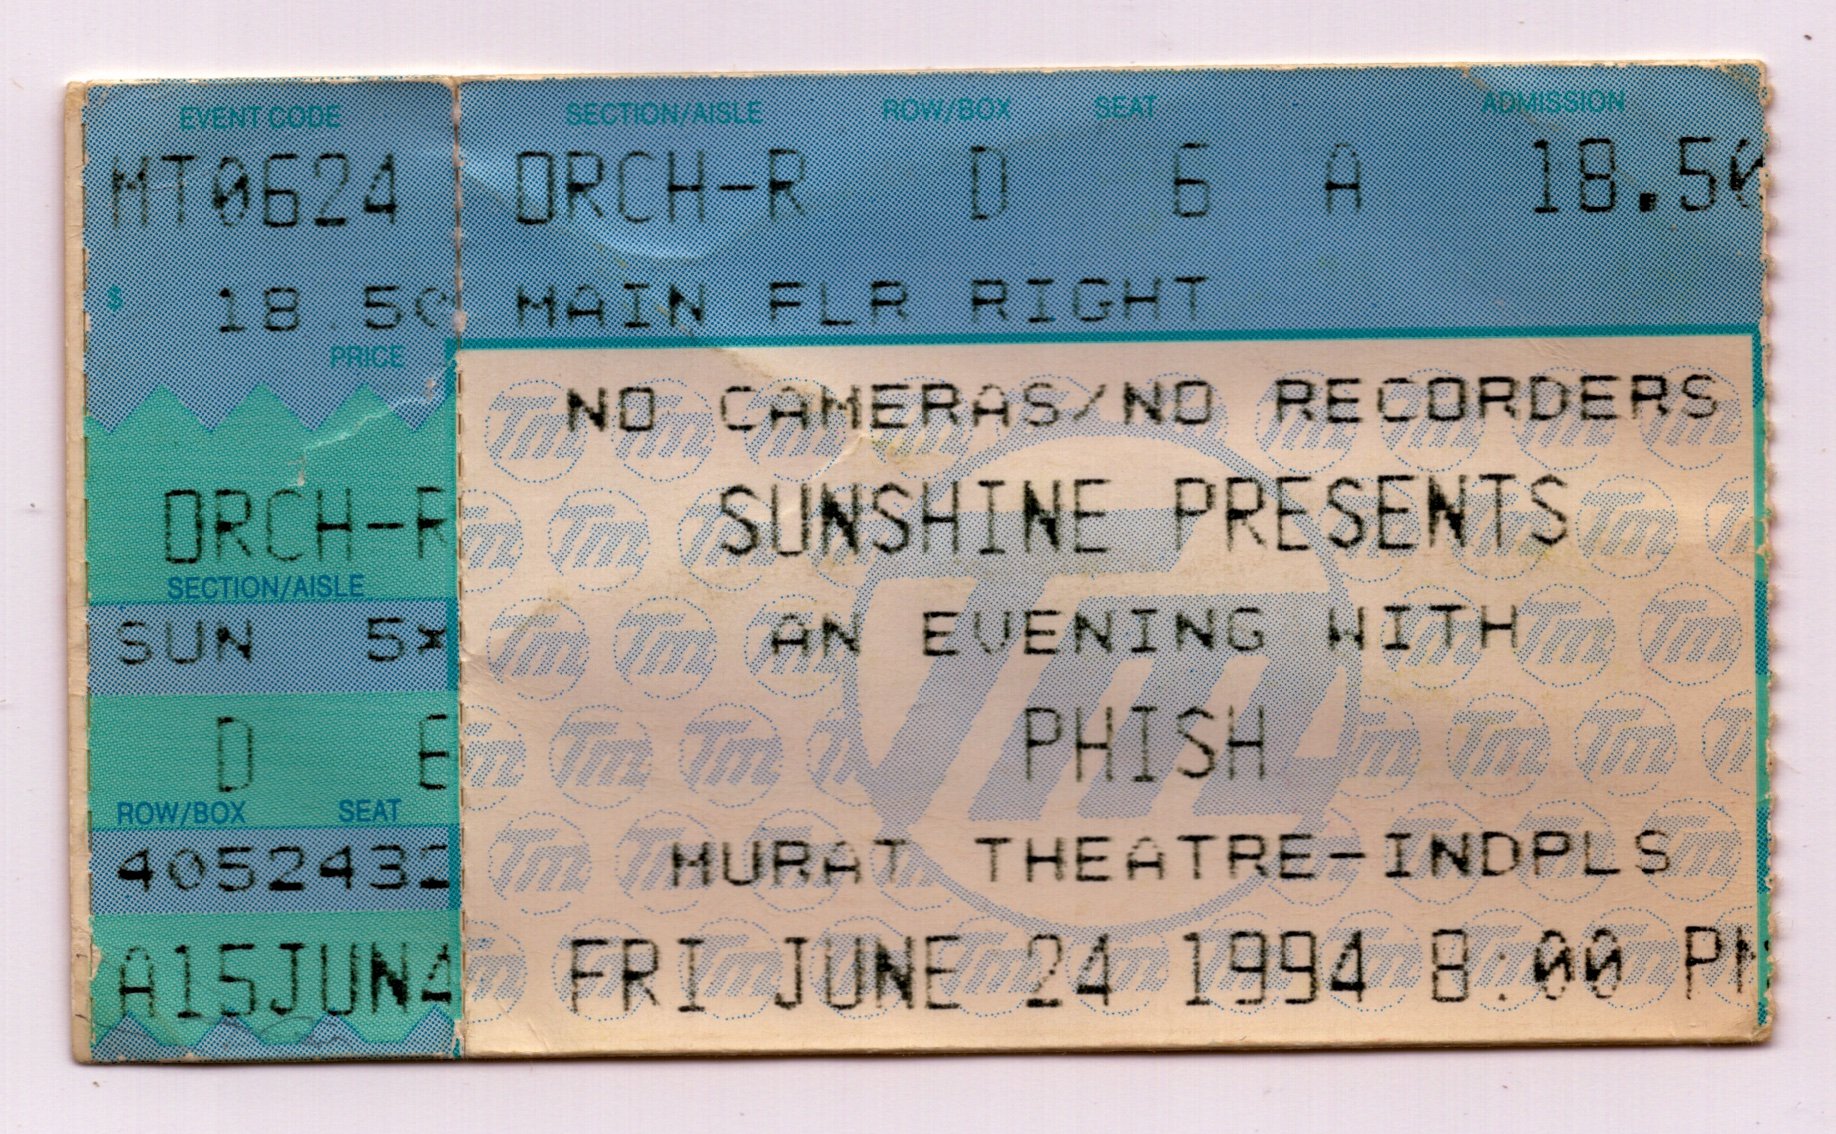 EVENT CODE
MT0624
$ 18.50
PRICE
ORCH-R
SECTION/AISLE
SUN 5×
D
ROW/BOX SEAT
4052432
A15JUN4
SECTION/AISLE ROW/BOX SEAT ADMISSION
ORCH-R D 6 A 18.50
MAIN FLR RIGHT
NO CAMERAS/NO RECORDERS
SUNSHINE PRESENTS
AN EVENING WITH
PHISH
MURAT THEATRE-INDPLS
FRI JUNE 24 1994 8:00 PM